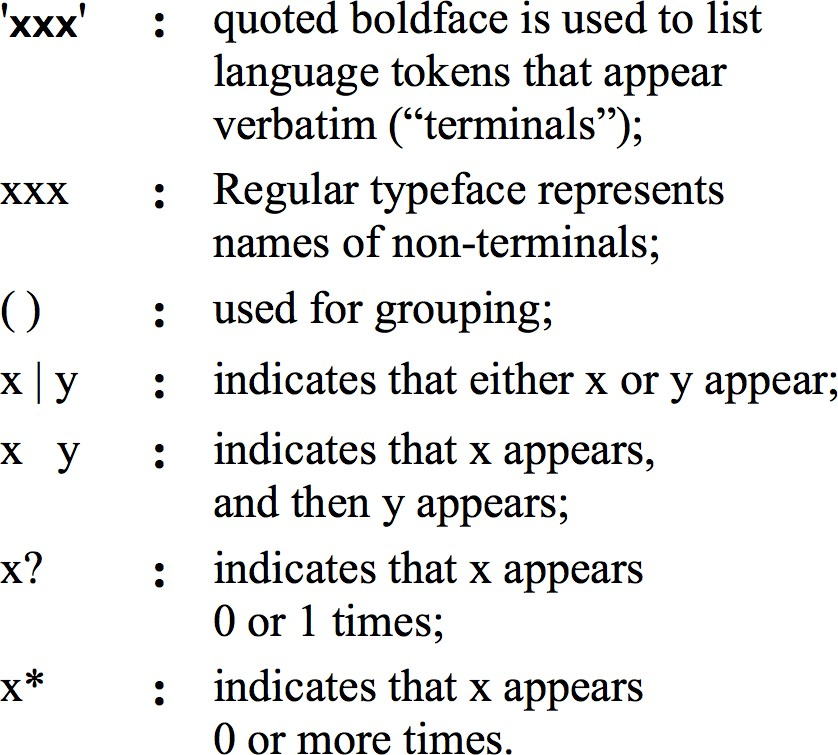 'xxx' : quoted boldface is used to list
language tokens that appear
verbatim (“terminals”);
xxx : Regular typeface represents
names of non-terminals;
( ) : used for grouping;
x | y : indicates that either x or y appear;
x y : indicates that x appears,
and then y appears;
x? : indicates that x appears
0 or 1 times;
x* : indicates that x appears
0 or more times.